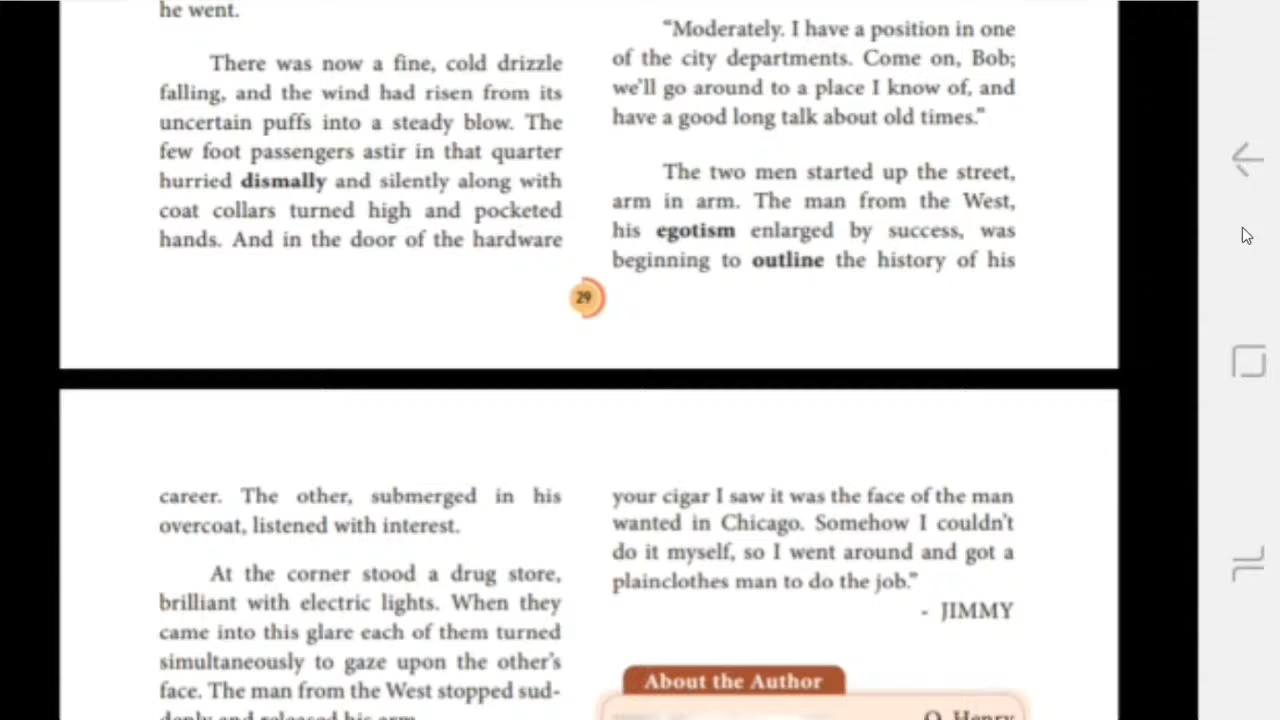 he went.
There was now a fine, cold drizzle
falling, and the wind had risen from its
uncertain puffs into a steady blow. The
few foot passengers astir in that quarter
hurried dismally and silently along with
coat collars turned high and pocketed
hands. And in the door of the hardware
“Moderately. I have a position in one
of the city departments. Come on, Bob;
we’ll go around to a place I know of, and
have a good long talk about old times.”
The two men started up the street,
arm in arm. The man from the West,
his egotism enlarged by success, was
beginning to outline the history of his
29
career. The other, submerged in his
overcoat, listened with interest.
At the corner stood a drug store,
brilliant with electric lights. When they
came into this glare each of them turned
simultaneously to gaze upon the other’s
face. The man from the West stopped sud-
denly and released his arm.
your cigar I saw it was the face of the man
wanted in Chicago. Somehow I couldn’t
do it myself, so I went around and got a
plainclothes man to do the job.”
- JIMMY
About the Author
O. Henry